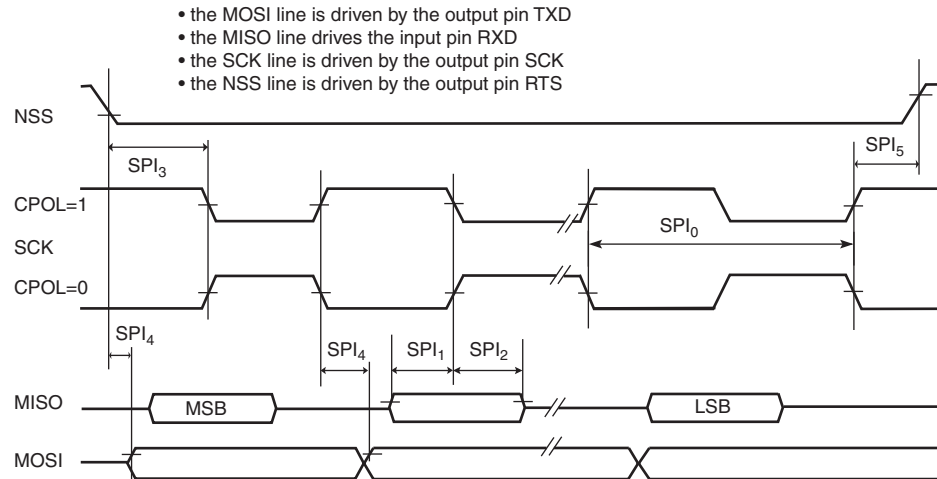 • the MOSI line is driven by the output pin TXD
• the MISO line drives the input pin RXD
• the SCK line is driven by the output pin SCK
• the NSS line is driven by the output pin RTS
NSS
SPI3
SPI5
CPOL=1
SPI0
SCK
CPOL=0
SPI4
SPI4
SPI1
SPI2
MISO
MSB
LSB
MOSI